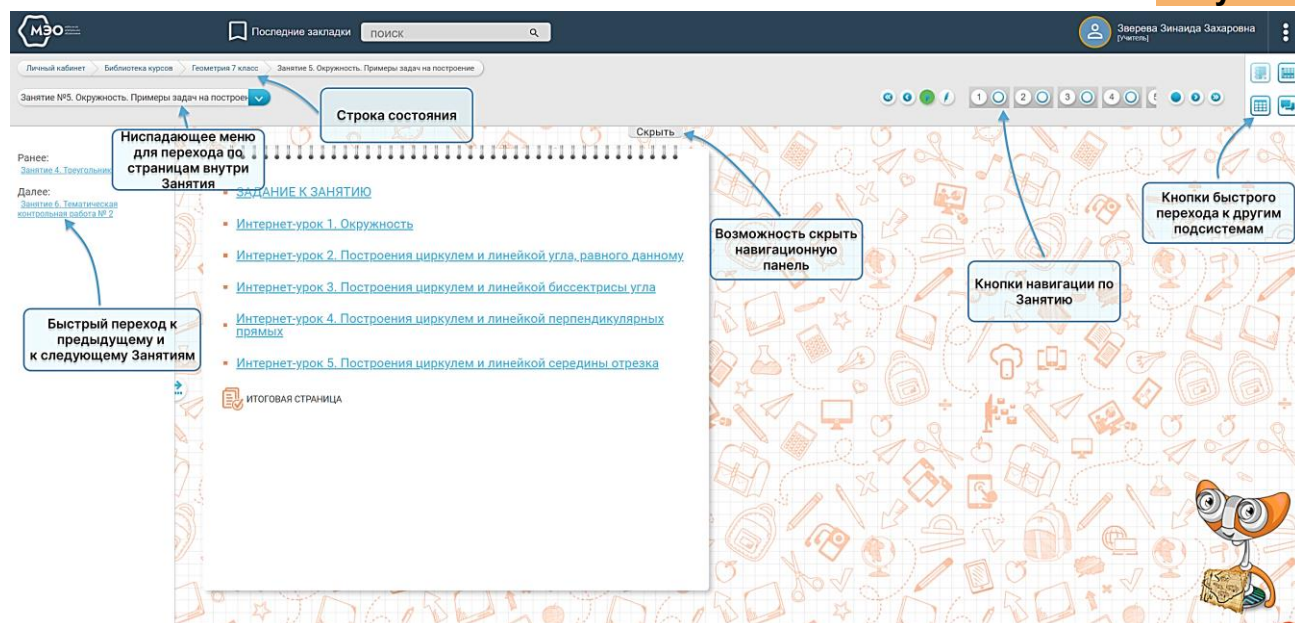 МЭО
Последние закладки
ПОИСК
Зверева Зинаида Захаровна
[Учитель]
Личный кабинет
Библиотека курсов
Геометрия 7 класс
Занятие 5. Окружность. Примеры задач на построение
Занятие №5. Окружность. Примеры задач на построен
1 2 3 4
Строка состояния
Скрыть
Ниспадающее меню
для перехода по
страницам внутри
Занятия
Ранее:
Занятие 4. Треугольник
Далее:
Занятие 6. Тематическая
контрольная работа № 2
Быстрый переход к
предыдущему и
к следующему Занятиям
ЗАДАНИЕ К ЗАНЯТИЮ
Интернет-урок 1. Окружность
Интернет-урок 2. Построения циркулем и линейкой угла, равного данному
Интернет-урок 3. Построения циркулем и линейкой биссектрисы угла
Интернет-урок 4. Построения циркулем и линейкой перпендикулярных
прямых
Интернет-урок 5. Построения циркулем и линейкой середины отрезка
ИТОГОВАЯ СТРАНИЦА
Возможность скрыть
навигационную
панель
Кнопки навигации по
Занятию
Кнопки быстрого
перехода к другим
подсистемам